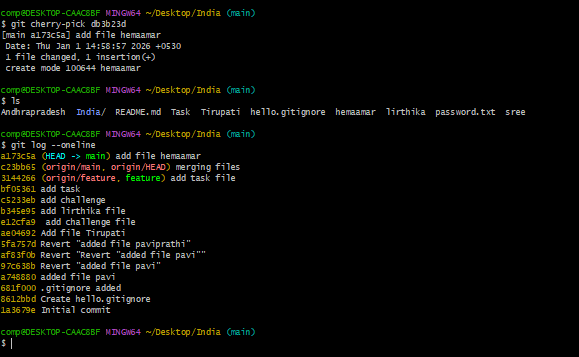 comp@DESKTOP-CAAC8BF MINGW64 ~/Desktop/India (main)
$ git cherry-pick db3b23d
[main a173c5a] add file hemaamar
 Date: Thu Jan 1 14:58:57 2026 +0530
 1 file changed, 1 insertion(+)
 create mode 100644 hemaamar
comp@DESKTOP-CAAC8BF MINGW64 ~/Desktop/India (main)
$ ls
Andhrapradesh  India/  README.md  Task  Tirupati  hello.gitignore  hemaamar  lirthika  password.txt  sree
comp@DESKTOP-CAAC8BF MINGW64 ~/Desktop/India (main)
$ git log --oneline
a173c5a (HEAD -> main) add file hemaamar
c23bb65 (origin/main, origin/HEAD) merging files
3144266 (origin/feature, feature) add task file
bf05361 add task
c5233eb add challenge
b345e95 add lirthika file
e12cfa9  add challenge file
ae04692 Add file Tirupati
5fa757d Revert "added file paviprathi"
af83f0b Revert "Revert "added file pavi""
97c638b Revert "added file pavi"
a748880 added file pavi
681f000 .gitignore added
8612bbd Create hello.gitignore
1a3679e Initial commit
comp@DESKTOP-CAAC8BF MINGW64 ~/Desktop/India (main)
$